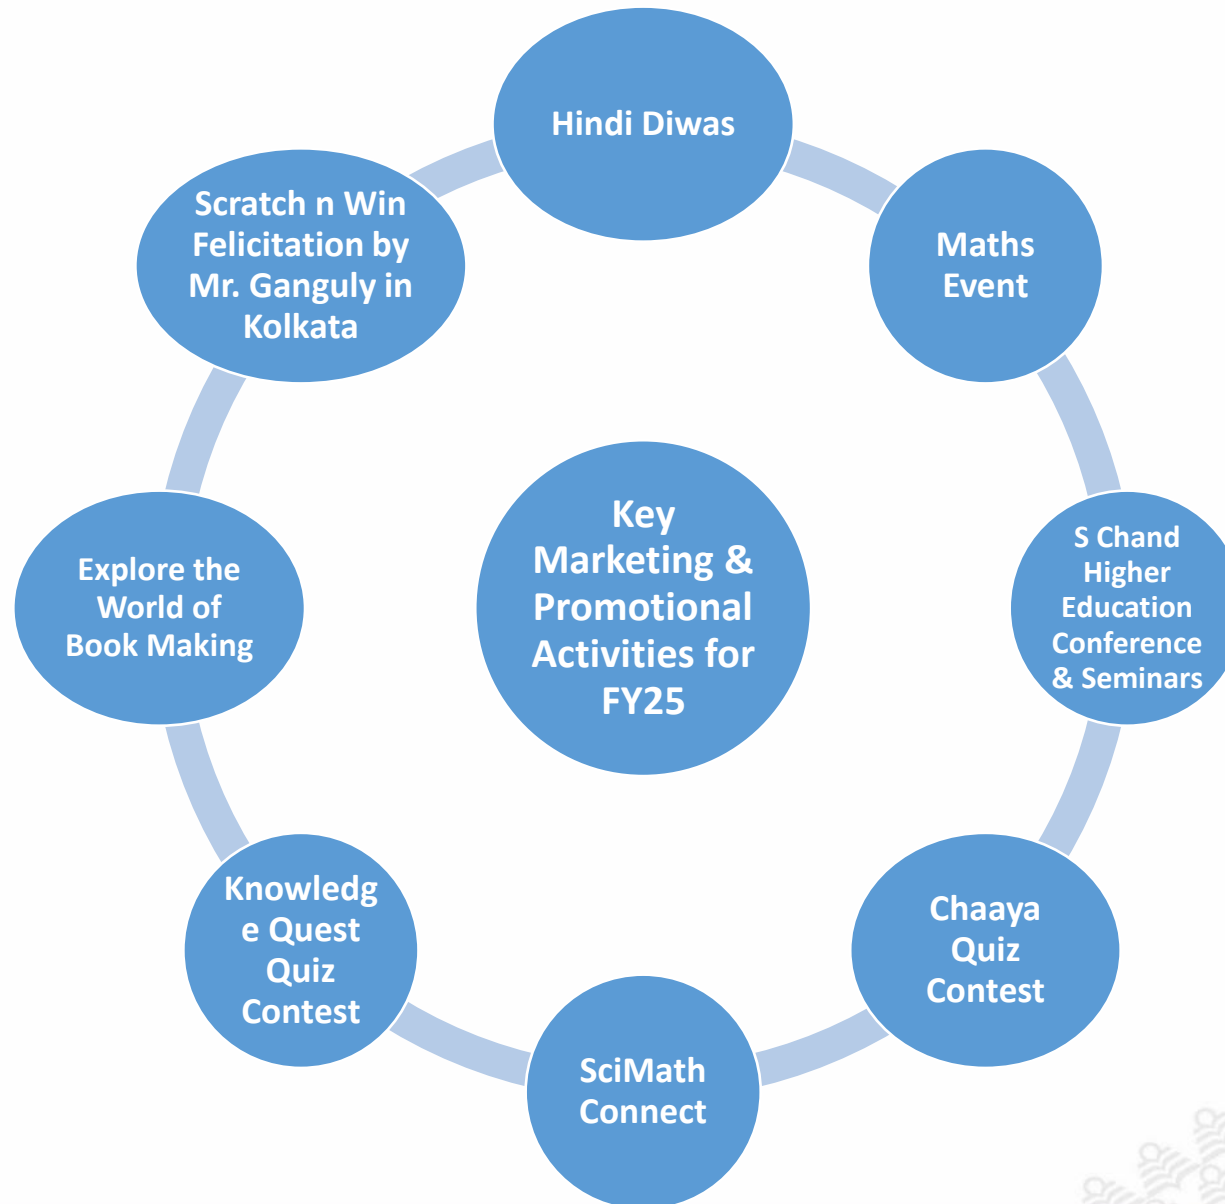 Hindi Diwas
Maths
Event
S Chand
Higher
Education
Conference
& Seminars
Chaaya
Quiz
Contest
SciMath
Connect
Knowledg
e Quest
Quiz
Contest
Explore the
World of
Book Making
Scratch n Win
Felicitation by
Mr. Ganguly in
Kolkata
Key
Marketing &
Promotional
Activities for
FY25